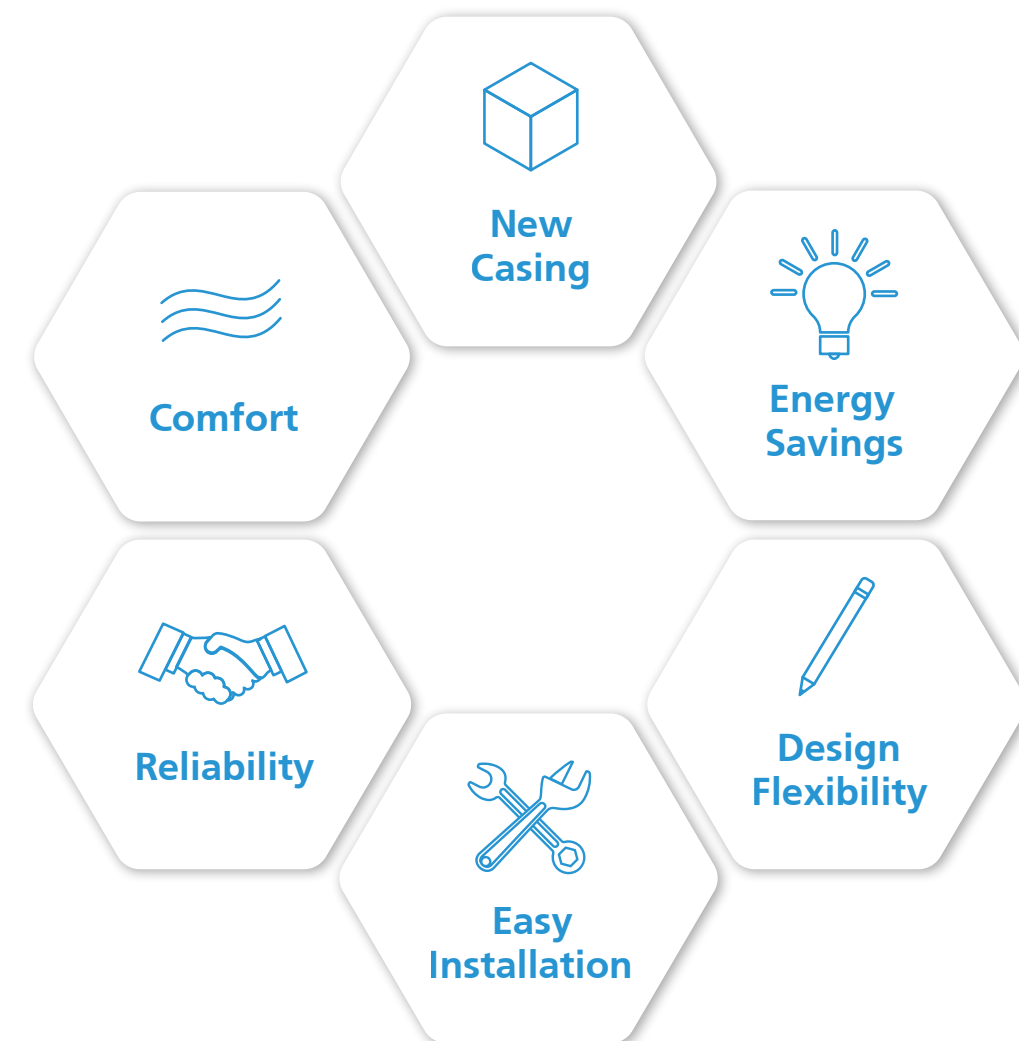 New
Casing
Energy
Savings
Comfort
Design
Flexibility
Reliability
Easy
Installation